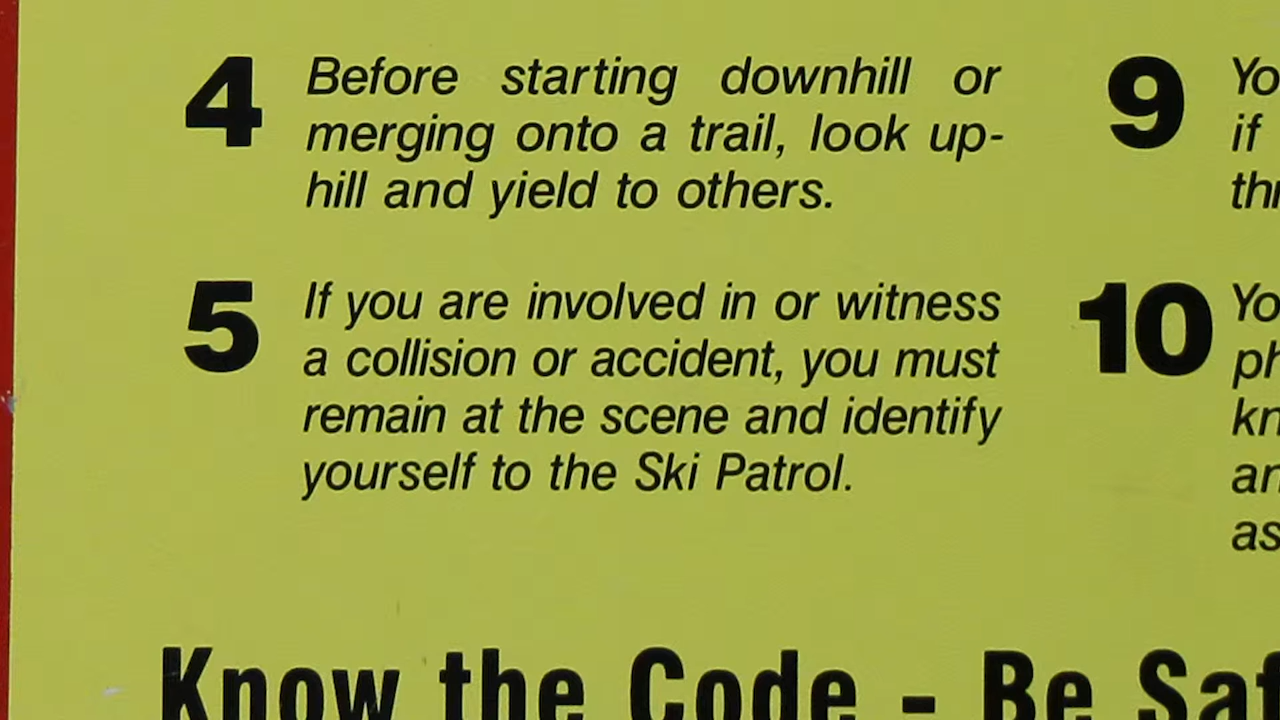 4 Before starting downhill or
merging onto a trail, look up-
hill and yield to others.
5 If you are involved in or witness
a collision or accident, you must
remain at the scene and identify
yourself to the Ski Patrol.
9
if
10
Know the Code - Be